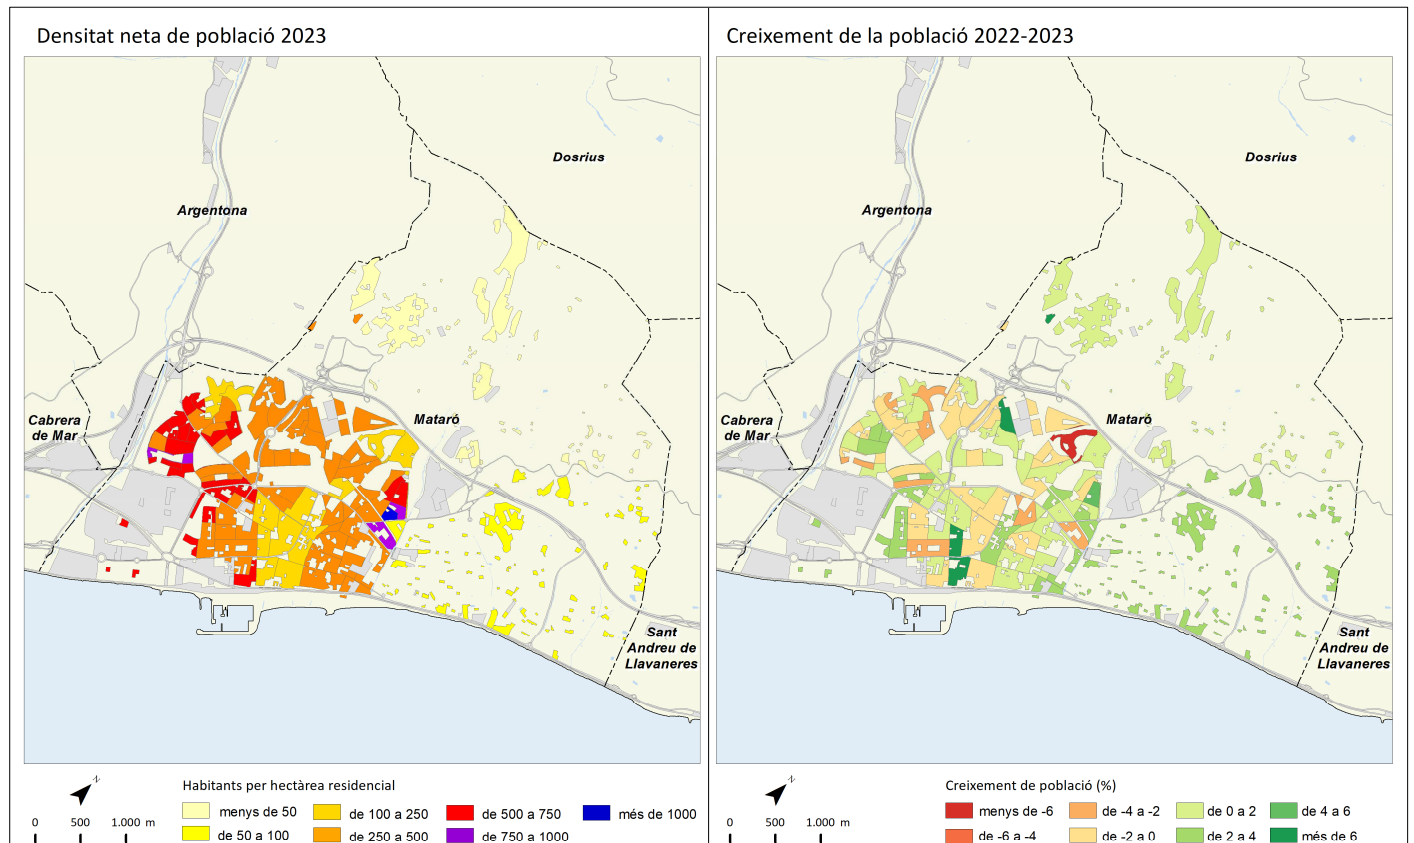 Densitat neta de població 2023
Dosrius
Argentona
Cabrera
de Mar
Mataró
Sant
Andreu de
Llavaneres
N
0 500 1.000 m
Habitants per hectàrea residencial
menys de 50
de 100 a 250
de 500 a 750
més de 1000
de 50 a 100
de 250 a 500
de 750 a 1000
Creixement de la població 2022-2023
Dosrius
Argentona
Cabrera
de Mar
Mataró
Sant
Andreu de
Llavaneres
N
0 500 1.000 m
Creixement de població (%)
menys de -6
de -4 a -2
de 0 a 2
de 4 a 6
de -6 a -4
de -2 a 0
de 2 a 4
més de 6